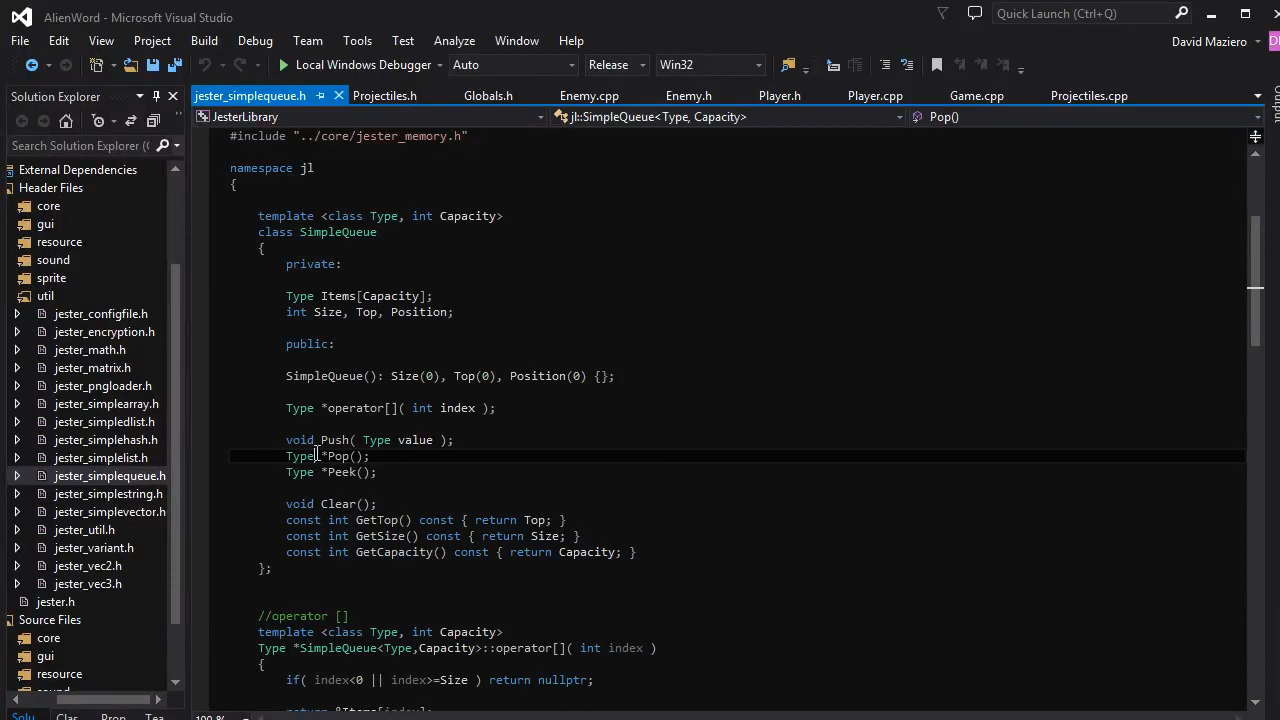 AlienWord - Microsoft Visual Studio
Quick Launch (Ctrl+Q)
File Edit View Project Build Debug Team Tools Test Analyze Window Help
David Maziero
Local Windows Debugger Auto Release Win32
Solution Explorer
jester_simplequeue.h Projectiles.h Globals.h Enemy.cpp Enemy.h Player.h Player.cpp Game.cpp Projectiles.cpp
JesterLibrary jl::SimpleQueue<Type, Capacity> Pop()
Search Solution Explorer (
External Dependencies
Header Files
core
gui
resource
sound
sprite
util
jester_configfile.h
jester_encryption.h
jester_math.h
jester_matrix.h
jester_pngloader.h
jester_simplearray.h
jester_simpledlist.h
jester_simplehash.h
jester_simplelist.h
jester_simplequeue.h
jester_simplestring.h
jester_simplevector.h
jester_util.h
jester_variant.h
jester_vec2.h
jester_vec3.h
jester.h
Source Files
core
gui
resource
Solu Clas Prop Tea
#include "../core/jester_memory.h"
namespace jl
{
template <class Type, int Capacity>
class SimpleQueue
{
private:
Type Items[Capacity];
int Size, Top, Position;
public:
SimpleQueue(): Size(0), Top(0), Position(0) {};
Type *operator[]( int index );
void Push( Type value );
Type *Pop();
Type *Peek();
void Clear();
const int GetTop() const { return Top; }
const int GetSize() const { return Size; }
const int GetCapacity() const { return Capacity; }
};
//operator []
template <class Type, int Capacity>
Type *SimpleQueue<Type,Capacity>::operator[]( int index )
{
if( index<0 || index>=Size ) return nullptr;
return &Items[index];
100 %